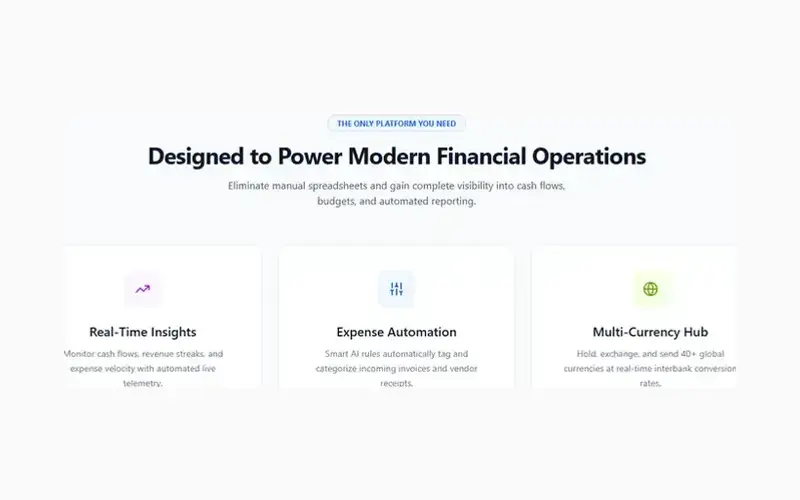 THE ONLY PLATFORM YOU NEED
Designed to Power Modern Financial Operations
Eliminate manual spreadsheets and gain complete visibility into cash flows,
budgets, and automated reporting.
Real-Time Insights
Monitor cash flows, revenue streaks, and
expense velocity with automated live
telemetry.
Expense Automation
Smart AI rules automatically tag and
categorize incoming invoices and vendor
receipts.
Multi-Currency Hub
Hold, exchange, and send 40+ global
currencies at real-time interbank conversion
rates.